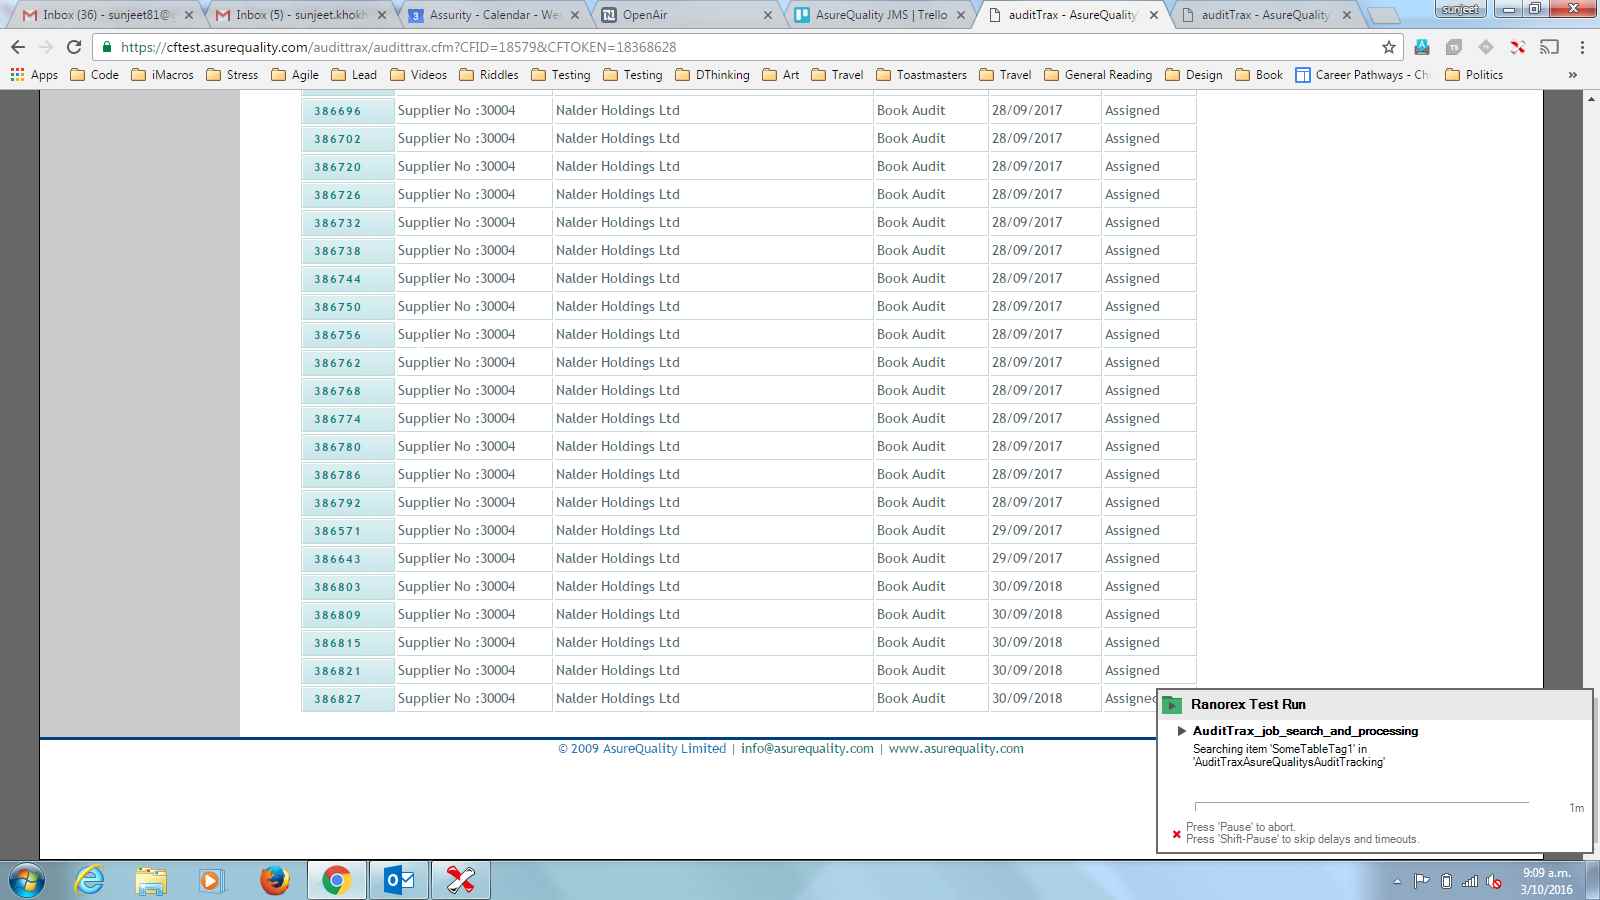 Inbox (36) - sunjeet81@
Inbox (5) - sunjeet.khokh
3 Assurity - Calendar - We
OpenAir
AsureQuality JMS | Trello
auditTrax - AsureQuality
auditTrax - AsureQuality
sunjeet
https://cftest.asurequality.com/audittrax/audittrax.cfm?CFID=18579&CFTOKEN=18368628
Apps Code iMacros Stress Agile Lead Videos Riddles Testing Testing DThinking Art Travel Toastmasters Travel General Reading Design Book Career Pathways - Ch Politics »
386696 Supplier No :30004 Nalder Holdings Ltd Book Audit 28/09/2017 Assigned
386702 Supplier No :30004 Nalder Holdings Ltd Book Audit 28/09/2017 Assigned
386720 Supplier No :30004 Nalder Holdings Ltd Book Audit 28/09/2017 Assigned
386726 Supplier No :30004 Nalder Holdings Ltd Book Audit 28/09/2017 Assigned
386732 Supplier No :30004 Nalder Holdings Ltd Book Audit 28/09/2017 Assigned
386738 Supplier No :30004 Nalder Holdings Ltd Book Audit 28/09/2017 Assigned
386744 Supplier No :30004 Nalder Holdings Ltd Book Audit 28/09/2017 Assigned
386750 Supplier No :30004 Nalder Holdings Ltd Book Audit 28/09/2017 Assigned
386756 Supplier No :30004 Nalder Holdings Ltd Book Audit 28/09/2017 Assigned
386762 Supplier No :30004 Nalder Holdings Ltd Book Audit 28/09/2017 Assigned
386768 Supplier No :30004 Nalder Holdings Ltd Book Audit 28/09/2017 Assigned
386774 Supplier No :30004 Nalder Holdings Ltd Book Audit 28/09/2017 Assigned
386780 Supplier No :30004 Nalder Holdings Ltd Book Audit 28/09/2017 Assigned
386786 Supplier No :30004 Nalder Holdings Ltd Book Audit 28/09/2017 Assigned
386792 Supplier No :30004 Nalder Holdings Ltd Book Audit 28/09/2017 Assigned
386571 Supplier No :30004 Nalder Holdings Ltd Book Audit 29/09/2017 Assigned
386643 Supplier No :30004 Nalder Holdings Ltd Book Audit 29/09/2017 Assigned
386803 Supplier No :30004 Nalder Holdings Ltd Book Audit 30/09/2018 Assigned
386809 Supplier No :30004 Nalder Holdings Ltd Book Audit 30/09/2018 Assigned
386815 Supplier No :30004 Nalder Holdings Ltd Book Audit 30/09/2018 Assigned
386821 Supplier No :30004 Nalder Holdings Ltd Book Audit 30/09/2018 Assigned
386827 Supplier No :30004 Nalder Holdings Ltd Book Audit 30/09/2018 Assigned
© 2009 AsureQuality Limited | info@asurequality.com | www.asurequality.com
Ranorex Test Run
AuditTrax_job_search_and_processing
Searching item 'SomeTableTag1' in
'AuditTraxAsureQualitysAuditTracking'
1m
Press 'Pause' to abort.
Press 'Shift-Pause' to skip delays and timeouts.
9:09 a.m.
3/10/2016